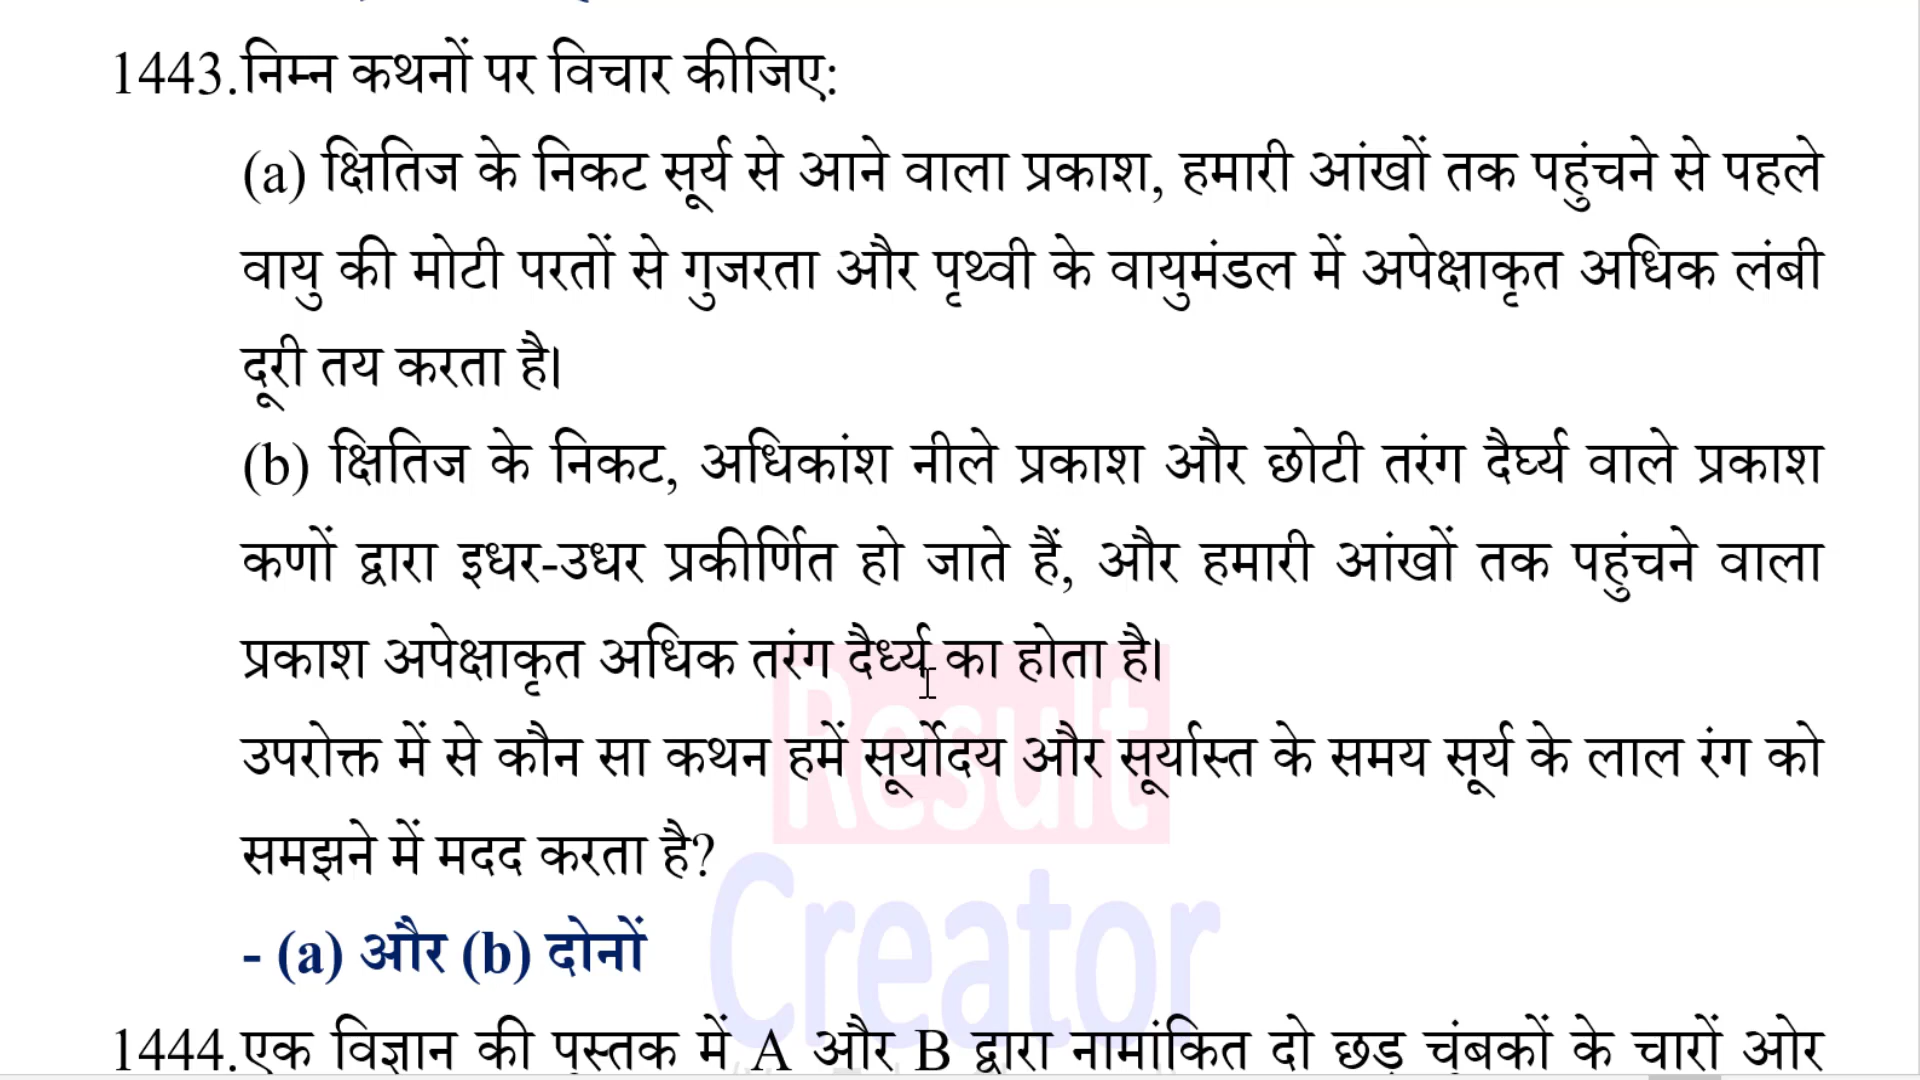 1443.निम्न कथनों पर विचार कीजिए:
(a) क्षितिज के निकट सूर्य से आने वाला प्रकाश, हमारी आंखों तक पहुंचने से पहले
वायु की मोटी परतों से गुजरता और पृथ्वी के वायुमंडल में अपेक्षाकृत अधिक लंबी
दूरी तय करता है।
(b) क्षितिज के निकट, अधिकांश नीले प्रकाश और छोटी तरंग दैर्घ्य वाले प्रकाश
कणों द्वारा इधर-उधर प्रकीर्णित हो जाते हैं, और हमारी आंखों तक पहुंचने वाला
प्रकाश अपेक्षाकृत अधिक तरंग दैर्ध्य का होता है।
उपरोक्त में से कौन सा कथन हमें सूर्योदय और सूर्यास्त के समय सूर्य के लाल रंग को
समझने में मदद करता है?
- (a) और (b) दोनों
1444.एक विज्ञान की पुस्तक में A और B द्वारा नामांकित दो छड़ चुंबकों के चारों ओर
Result
Creator